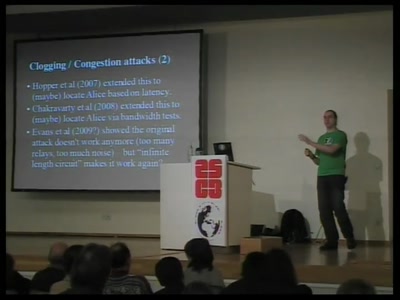 Clogging / Congestion attacks (2)
• Hopper et al (2007) extended this to
(maybe) locate Alice based on latency.
• Chakravarty et al (2008) extended this to
(maybe) locate Alice via bandwidth tests.
• Evans et al (2009?) showed the original
attack doesn't work anymore (too many
relays, too much noise) – but "infinite
length circuit" makes it work again?
25
C3